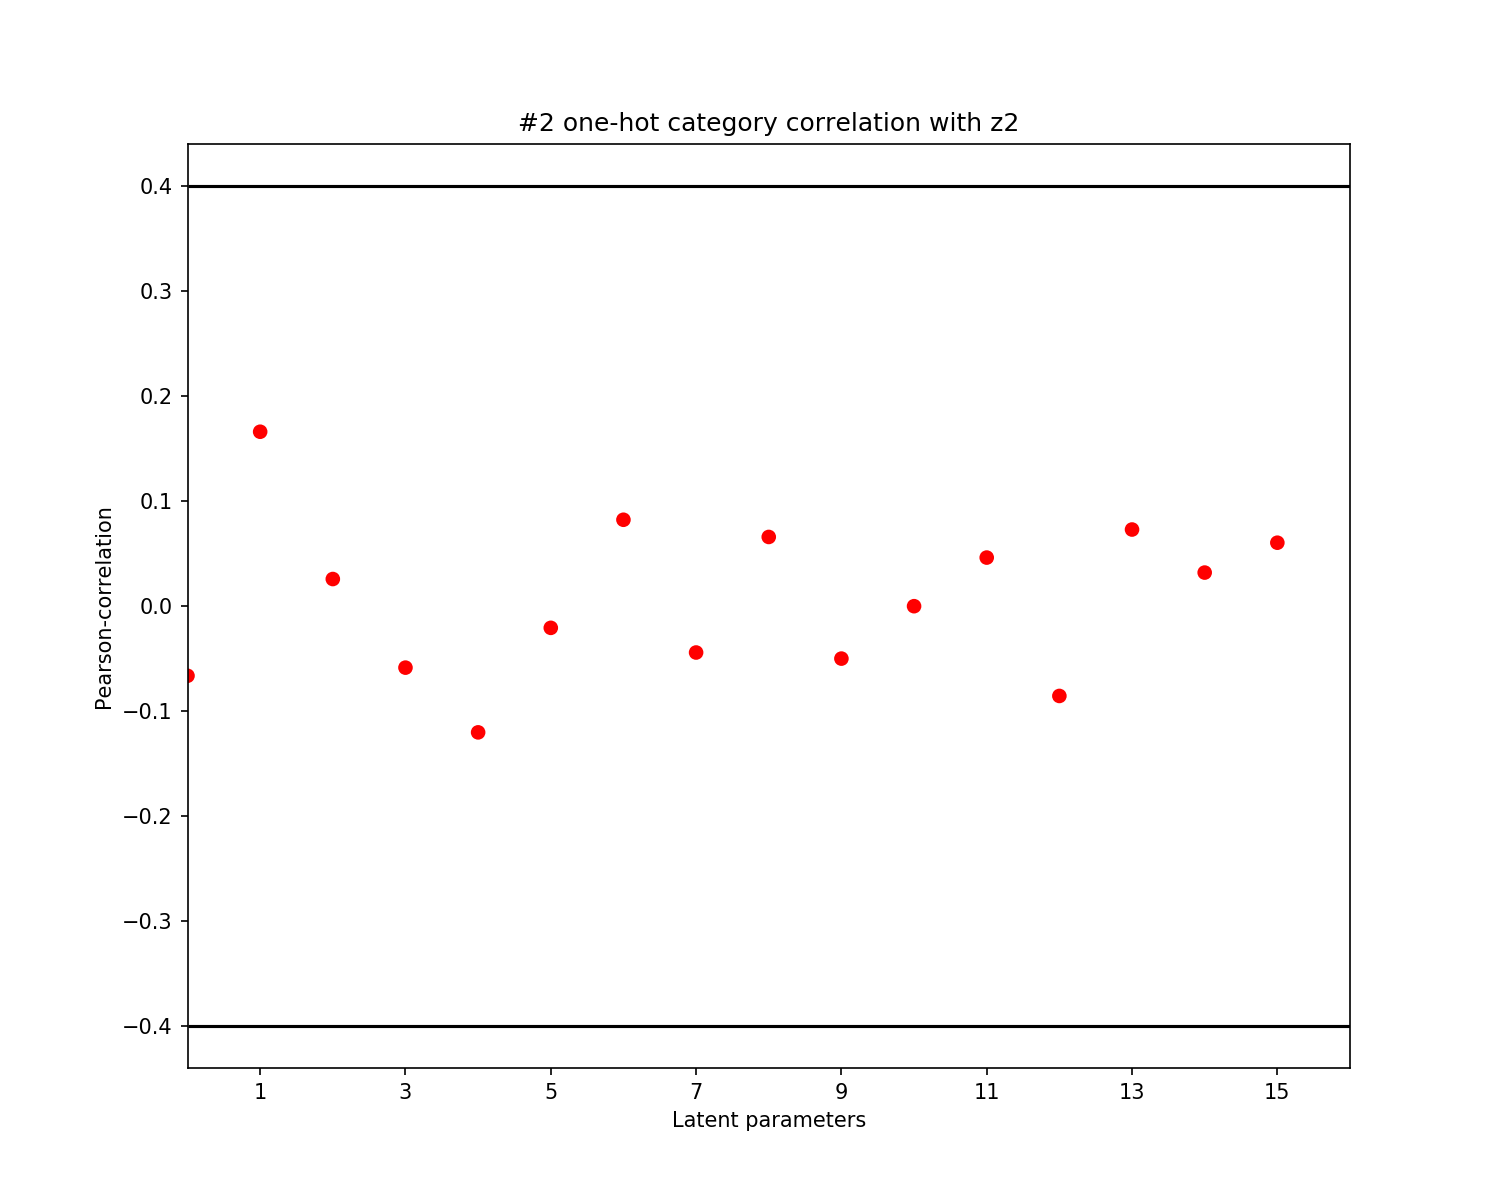 #2 one-hot category correlation with z2
0.4
0.3
0.2
0.1
0.0
−0.1
−0.2
−0.3
−0.4
Pearson-correlation
1 3 5 7 9 11 13 15
Latent parameters